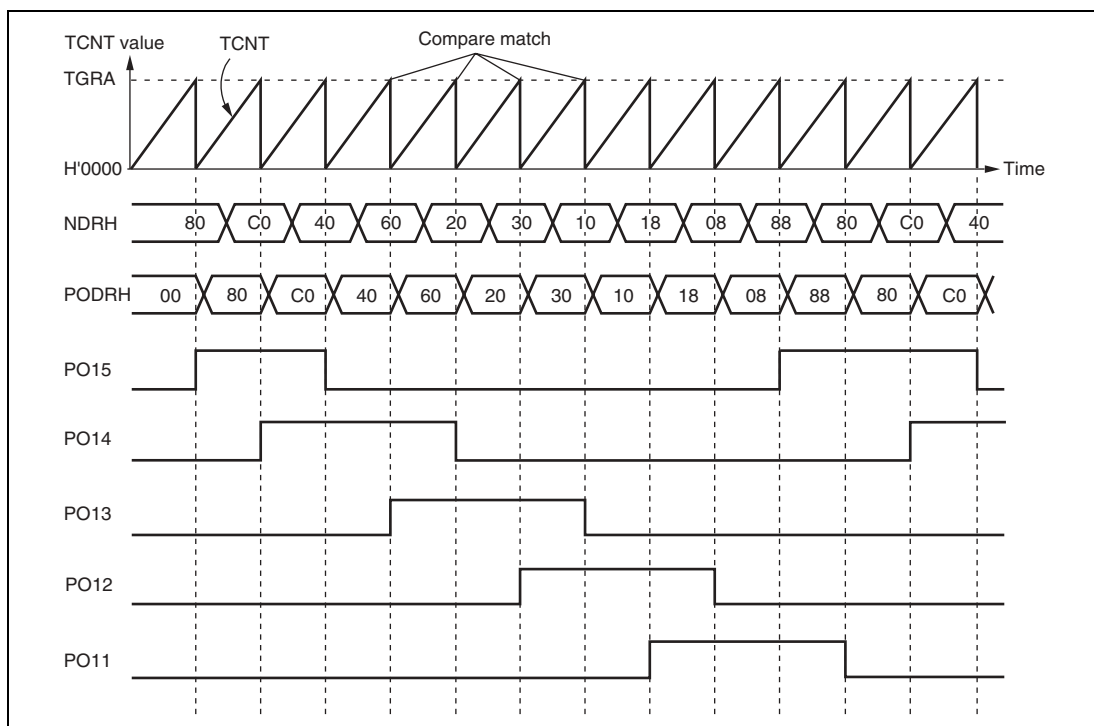 Compare match
TCNT value TCNT
TGRA
H'0000 Time
NDRH 80 C0 40 60 20 30 10 18 08 88 80 C0 40
PODRH 00 80 C0 40 60 20 30 10 18 08 88 80 C0
PO15
PO14
PO13
PO12
PO11